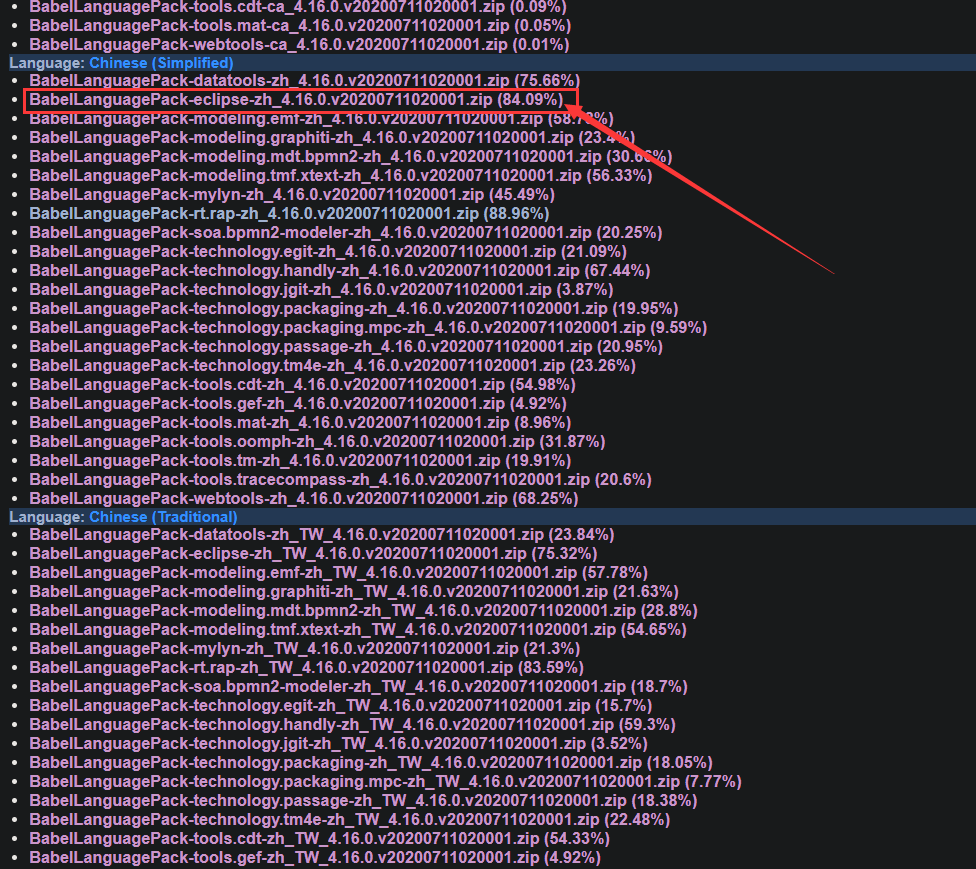 BabelLanguagePack-tools.cdt-ca_4.16.0.v20200711020001.zip (0.09%)
BabelLanguagePack-tools.mat-ca_4.16.0.v20200711020001.zip (0.05%)
BabelLanguagePack-webtools-ca_4.16.0.v20200711020001.zip (0.01%)
Language: Chinese (Simplified)
BabelLanguagePack-datatools-zh_4.16.0.v20200711020001.zip (75.66%)
BabelLanguagePack-eclipse-zh_4.16.0.v20200711020001.zip (84.09%)
BabelLanguagePack-modeling.emf-zh_4.16.0.v20200711020001.zip
BabelLanguagePack-modeling.graphiti-zh_4.16.0.v20200711020001.zip (23.4%)
BabelLanguagePack-modeling.mdt.bpmn2-zh_4.16.0.v20200711020001.zip (30.66%)
BabelLanguagePack-modeling.tmf.xtext-zh_4.16.0.v20200711020001.zip (56.33%)
BabelLanguagePack-mylyn-zh_4.16.0.v20200711020001.zip (45.49%)
BabelLanguagePack-rt.rap-zh_4.16.0.v20200711020001.zip (88.96%)
BabelLanguagePack-soa.bpmn2-modeler-zh_4.16.0.v20200711020001.zip (20.25%)
BabelLanguagePack-technology.egit-zh_4.16.0.v20200711020001.zip (21.09%)
BabelLanguagePack-technology.handly-zh_4.16.0.v20200711020001.zip (67.44%)
BabelLanguagePack-technology.jgit-zh_4.16.0.v20200711020001.zip (3.87%)
BabelLanguagePack-technology.packaging-zh_4.16.0.v20200711020001.zip (19.95%)
BabelLanguagePack-technology.packaging.mpc-zh_4.16.0.v20200711020001.zip (9.59%)
BabelLanguagePack-technology.passage-zh_4.16.0.v20200711020001.zip (20.95%)
BabelLanguagePack-technology.tm4e-zh_4.16.0.v20200711020001.zip (23.26%)
BabelLanguagePack-tools.cdt-zh_4.16.0.v20200711020001.zip (54.98%)
BabelLanguagePack-tools.gef-zh_4.16.0.v20200711020001.zip (4.92%)
BabelLanguagePack-tools.mat-zh_4.16.0.v20200711020001.zip (8.96%)
BabelLanguagePack-tools.oomph-zh_4.16.0.v20200711020001.zip (31.87%)
BabelLanguagePack-tools.tm-zh_4.16.0.v20200711020001.zip (19.91%)
BabelLanguagePack-tools.tracecompass-zh_4.16.0.v20200711020001.zip (20.6%)
BabelLanguagePack-webtools-zh_4.16.0.v20200711020001.zip (68.25%)
Language: Chinese (Traditional)
BabelLanguagePack-datatools-zh_TW_4.16.0.v20200711020001.zip (23.84%)
BabelLanguagePack-eclipse-zh_TW_4.16.0.v20200711020001.zip (75.32%)
BabelLanguagePack-modeling.emf-zh_TW_4.16.0.v20200711020001.zip (57.78%)
BabelLanguagePack-modeling.graphiti-zh_TW_4.16.0.v20200711020001.zip (21.63%)
BabelLanguagePack-modeling.mdt.bpmn2-zh_TW_4.16.0.v20200711020001.zip (28.8%)
BabelLanguagePack-modeling.tmf.xtext-zh_TW_4.16.0.v20200711020001.zip (54.65%)
BabelLanguagePack-mylyn-zh_TW_4.16.0.v20200711020001.zip (21.3%)
BabelLanguagePack-rt.rap-zh_TW_4.16.0.v20200711020001.zip (83.59%)
BabelLanguagePack-soa.bpmn2-modeler-zh_TW_4.16.0.v20200711020001.zip (18.7%)
BabelLanguagePack-technology.egit-zh_TW_4.16.0.v20200711020001.zip (15.7%)
BabelLanguagePack-technology.handly-zh_TW_4.16.0.v20200711020001.zip (59.3%)
BabelLanguagePack-technology.jgit-zh_TW_4.16.0.v20200711020001.zip (3.52%)
BabelLanguagePack-technology.packaging-zh_TW_4.16.0.v20200711020001.zip (18.05%)
BabelLanguagePack-technology.packaging.mpc-zh_TW_4.16.0.v20200711020001.zip (7.77%)
BabelLanguagePack-technology.passage-zh_TW_4.16.0.v20200711020001.zip (18.38%)
BabelLanguagePack-technology.tm4e-zh_TW_4.16.0.v20200711020001.zip (22.48%)
BabelLanguagePack-tools.cdt-zh_TW_4.16.0.v20200711020001.zip (54.33%)
BabelLanguagePack-tools.gef-zh_TW_4.16.0.v20200711020001.zip (4.92%)